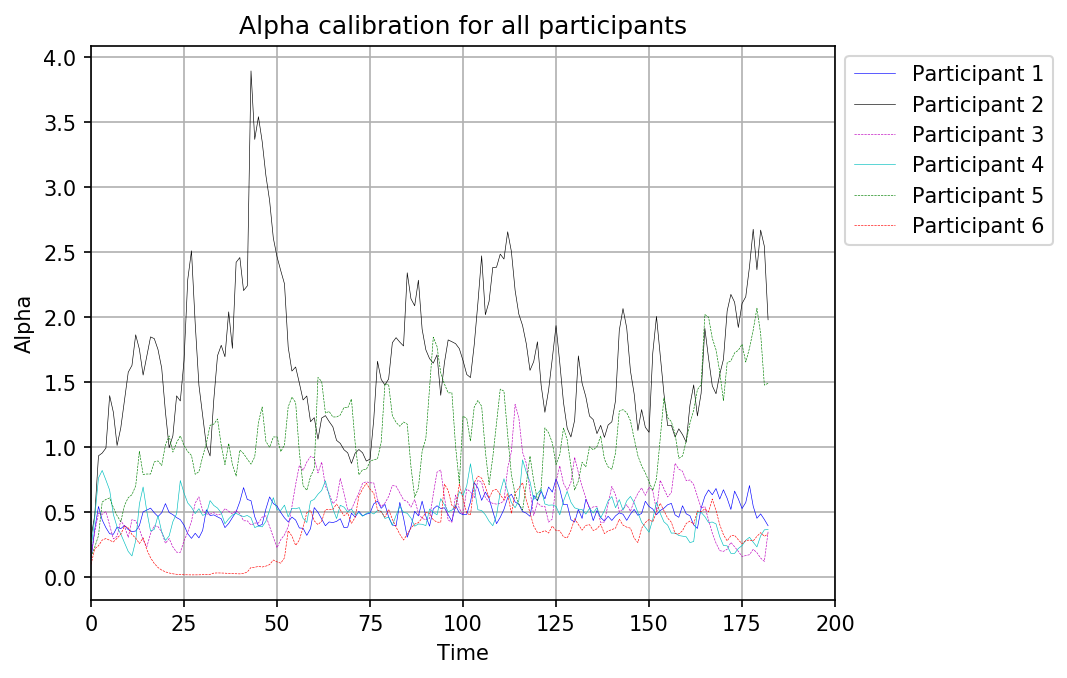 Alpha calibration for all participants
4.0
3.5
3.0
2.5
2.0
1.5
1.0
0.5
0.0
Alpha
0 25 50 75 100 125 150 175 200
Time
Participant 1
Participant 2
Participant 3
Participant 4
Participant 5
Participant 6